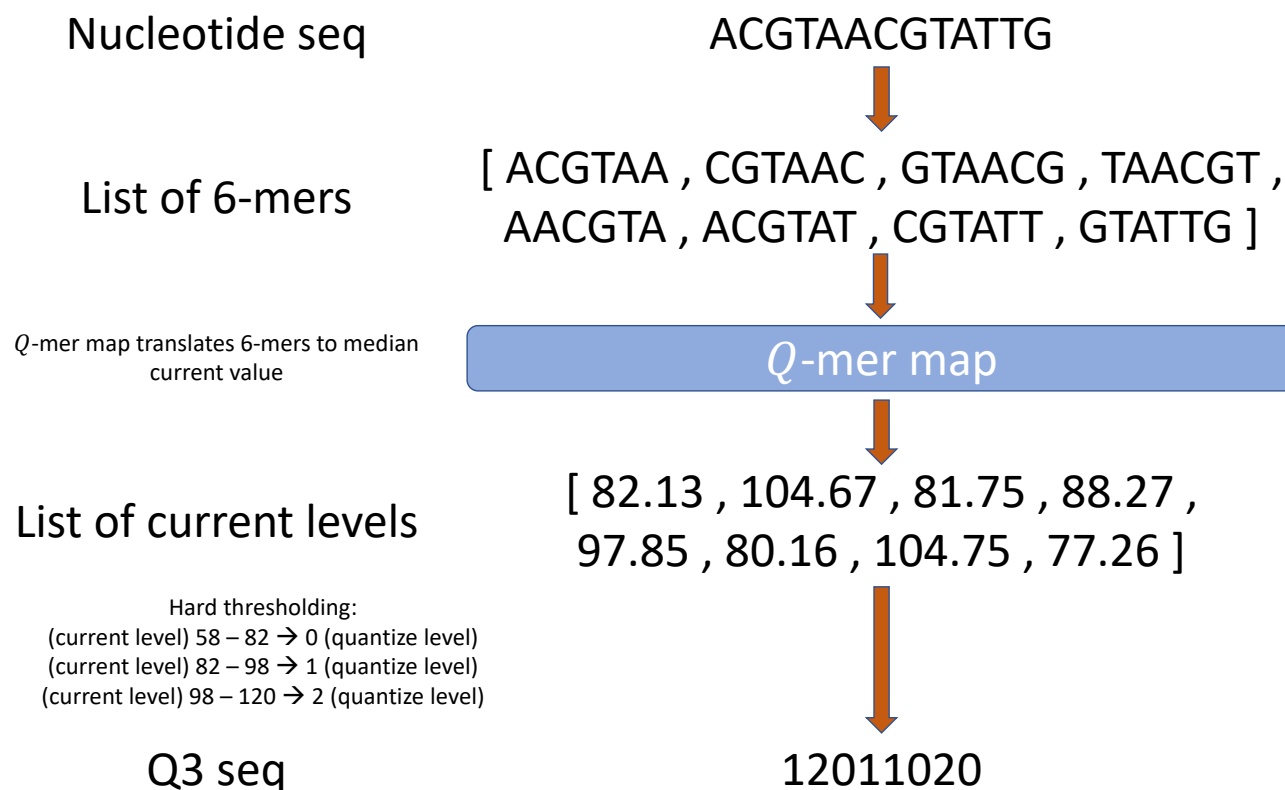 Nucleotide seq
ACGTAACGTATTG
List of 6-mers
[ ACGTAA , CGTAAC , GTAACG , TAACGT ,
AACGTA , ACGTAT , CGTATT , GTATTG ]
Q-mer map translates 6-mers to median
current value
Q-mer map
List of current levels
[ 82.13 , 104.67 , 81.75 , 88.27 ,
97.85 , 80.16 , 104.75 , 77.26 ]
Hard thresholding:
(current level) 58 – 82 → 0 (quantize level)
(current level) 82 – 98 → 1 (quantize level)
(current level) 98 – 120 → 2 (quantize level)
Q3 seq
12011020